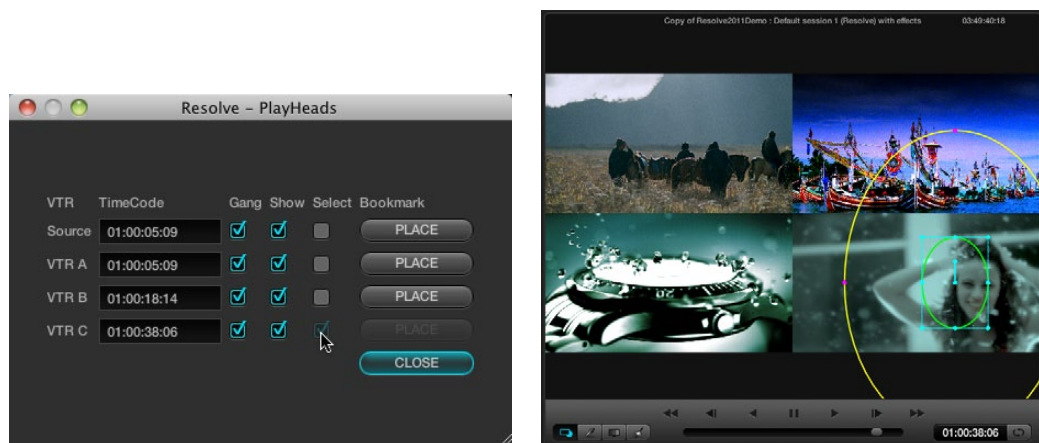 Resolve – PlayHeads
VTR TimeCode Gang Show Select Bookmark
Source 01:00:05:09 PLACE
VTR A 01:00:05:09 PLACE
VTR B 01:00:18:14 PLACE
VTR C 01:00:38:06 PLACE
CLOSE
Copy of Resolve2011Demo : Default session 1 (Resolve) with effects 03:49:40:18
01:00:38:06